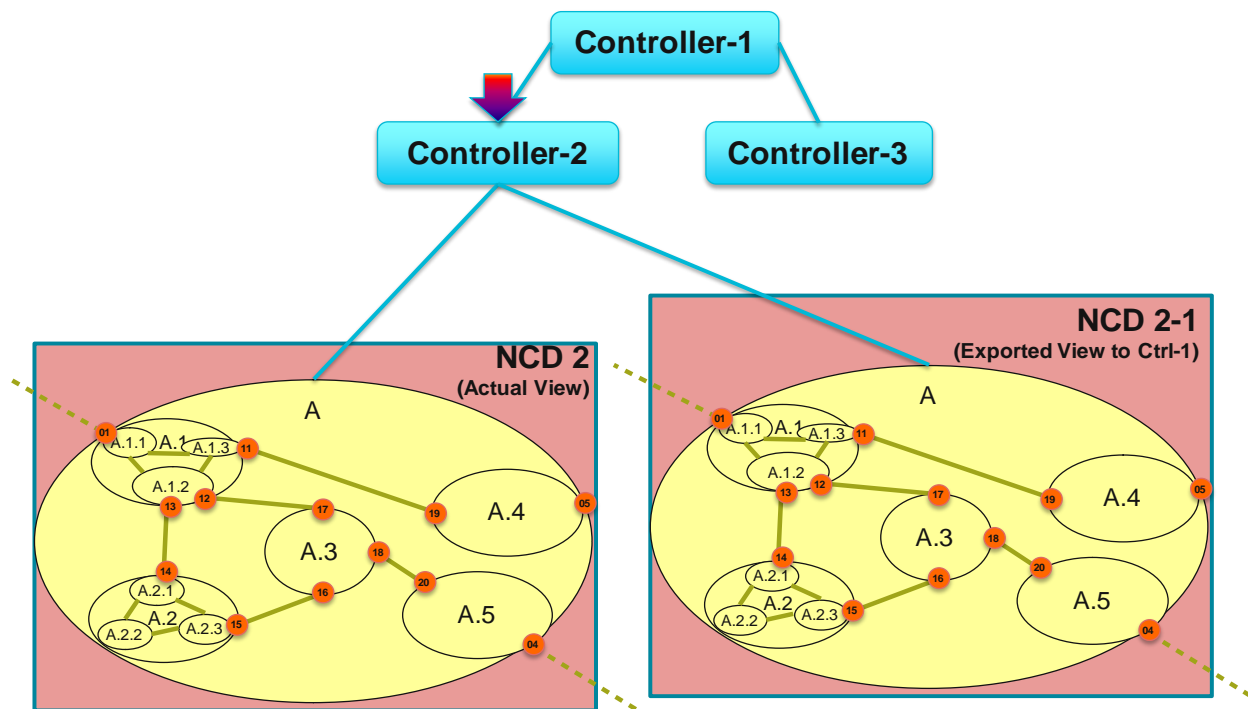 Controller-1
Controller-2
Controller-3
NCD 2
(Actual View)
A
01
A.1.1
A.1
A.1.3
11
A.1.2
13
12
17
19
A.4
05
A.3
18
14
A.2.1
16
20
A.2
A.2.2
A.2.3
15
A.5
04
NCD 2-1
(Exported View to Ctrl-1)
A
01
A.1.1
A.1
A.1.3
11
A.1.2
13
12
17
19
A.4
05
A.3
18
14
A.2.1
16
20
A.2
A.2.2
A.2.3
15
A.5
04